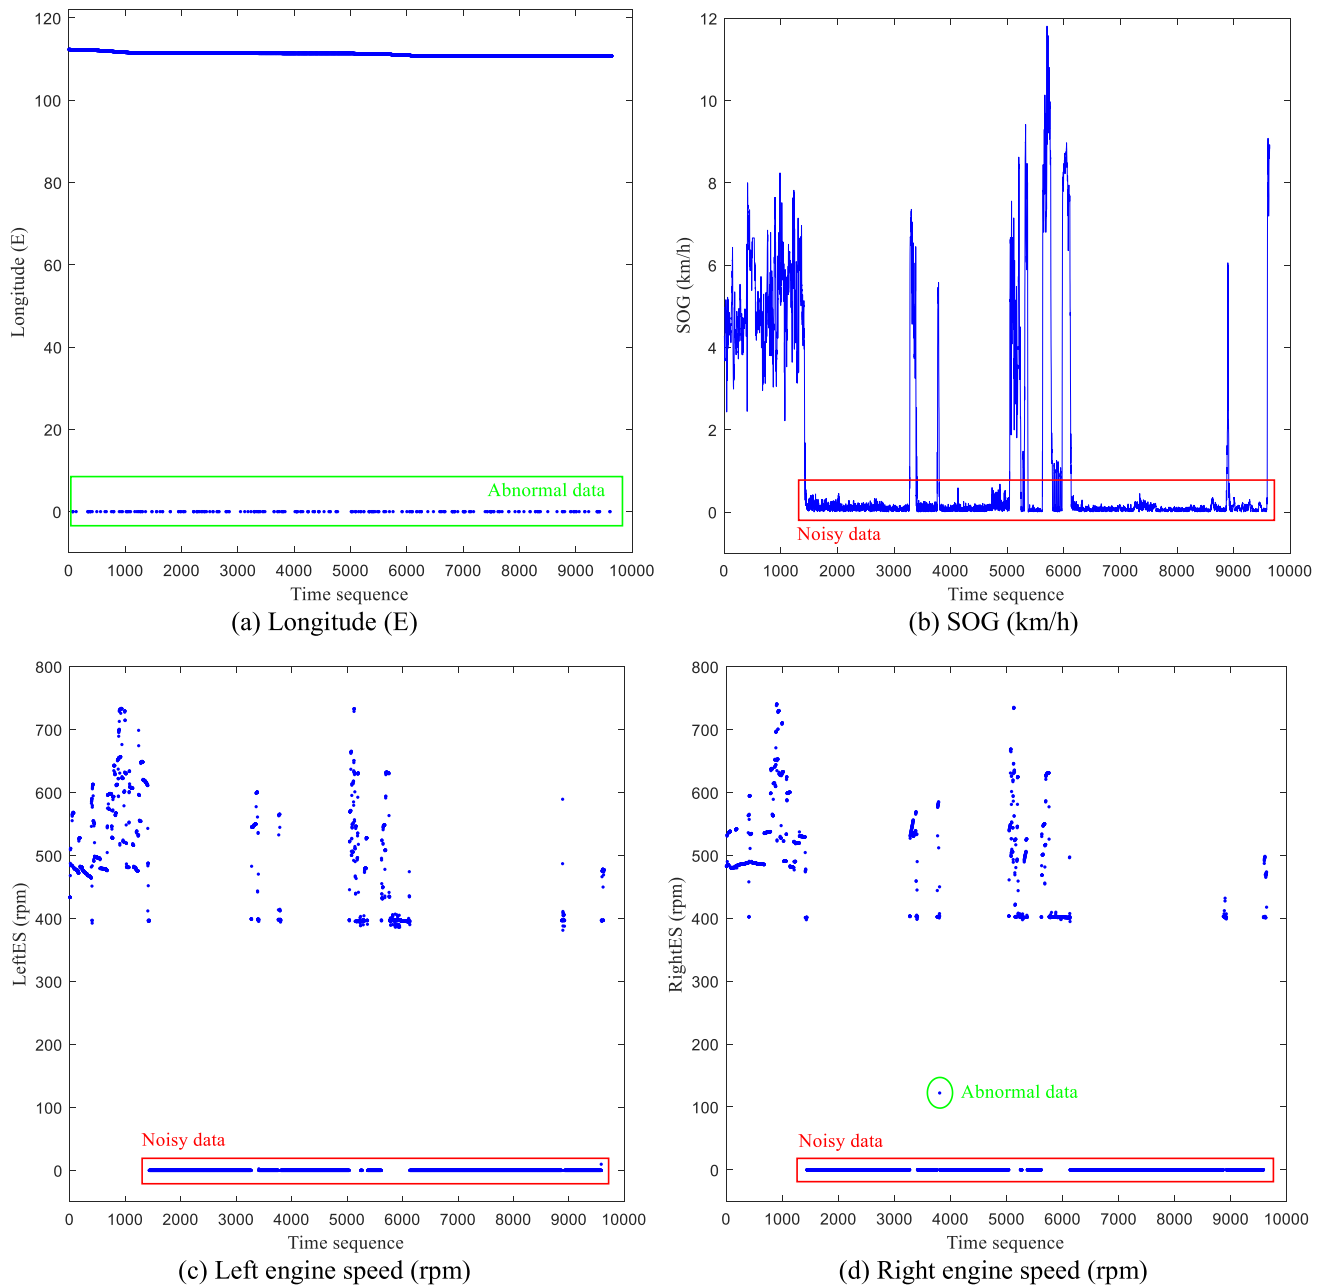 120
100
80
60
40
20
0
Longitude (E)
Abnormal data
0 1000 2000 3000 4000 5000 6000 7000 8000 9000 10000
Time sequence
(a) Longitude (E)
12
10
8
6
4
2
0
SOG (km/h)
Noisy data
0 1000 2000 3000 4000 5000 6000 7000 8000 9000 10000
Time sequence
(b) SOG (km/h)
800
700
600
500
400
300
200
100
0
LeftES (rpm)
Noisy data
0 1000 2000 3000 4000 5000 6000 7000 8000 9000 10000
Time sequence
(c) Left engine speed (rpm)
800
700
600
500
400
300
200
100
0
RightES (rpm)
Abnormal data
Noisy data
0 1000 2000 3000 4000 5000 6000 7000 8000 9000 10000
Time sequence
(d) Right engine speed (rpm)